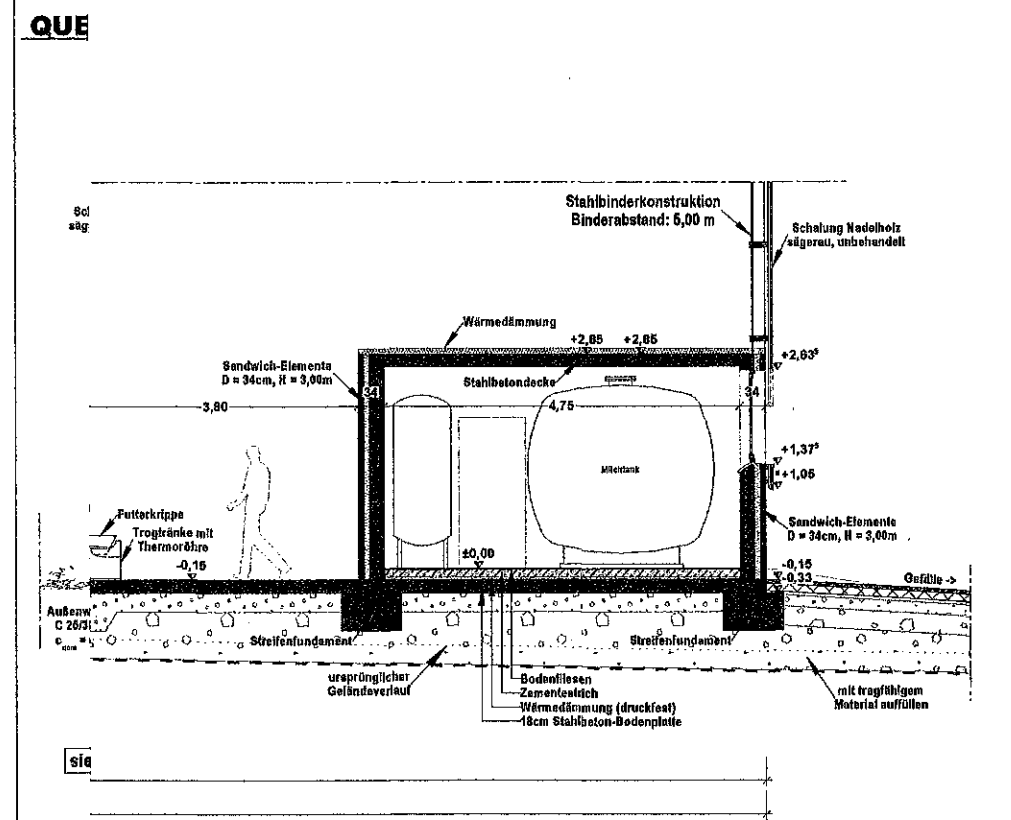 QUE
Stahlbinderkonstruktion
Binderabstand: 5,00 m
Schalung Nadelholz
sägerau, unbehandelt
Wärmedämmung
+2,85 +2,65
+2,63⁵
Sandwich-Elemente
D = 34cm, H = 3,00m
Stahlbetondecke
34
34
3,80
4,75
+1,37⁵
+1,05
Milchtank
Futterkrippe
Trogtränke mit
Thermoröhre
Sandwich-Elemente
D = 34cm, H = 3,00m
±0,00
-0,15
-0,15
-0,33
Gefälle ->
Außenw
Streifenfundament
Streifenfundament
ursprünglicher
Geländeverlauf
Bodenfliesen
Zementestrich
Wärmedämmung (druckfest)
18cm Stahlbeton-Bodenplatte
mit tragfähigem
Material auffüllen
sie